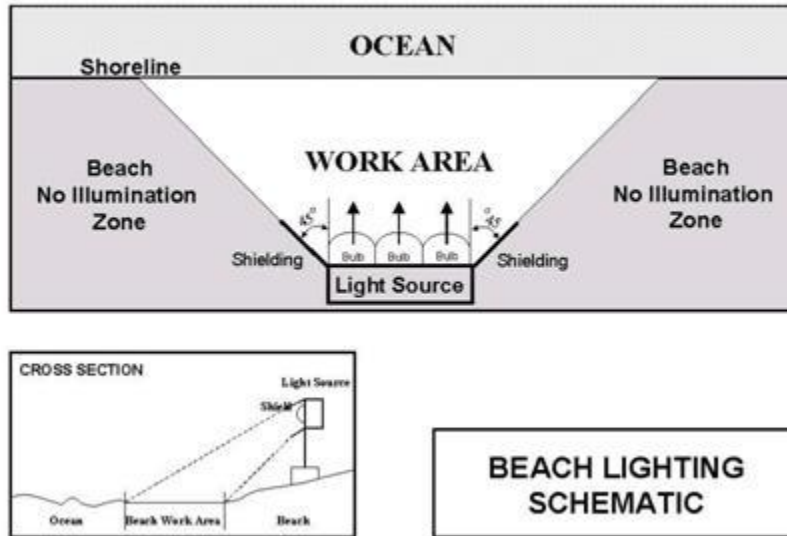 OCEAN
Shoreline
WORK AREA
Beach
No Illumination
Zone
Beach
No Illumination
Zone
45°
°45
Shielding
Bulb
Bulb
Bulb
Shielding
Light Source
CROSS SECTION
Light Source
Shield
Ocean
Beach Work Area
Beach
BEACH LIGHTING
SCHEMATIC